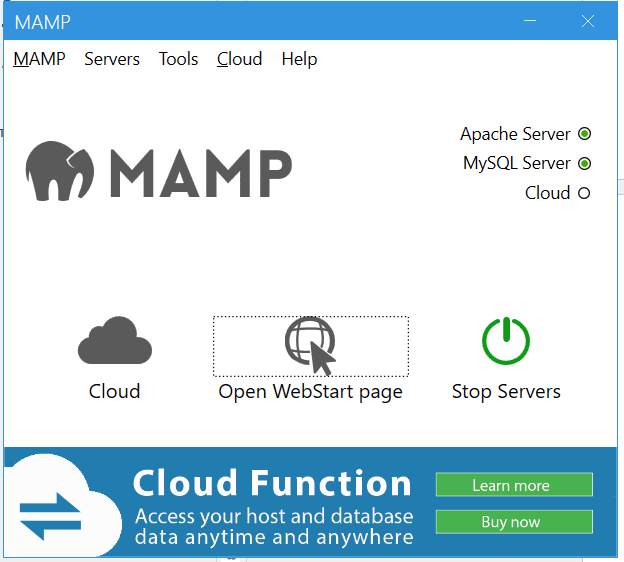 MAMP
MAMP Servers Tools Cloud Help
Apache Server
MySQL Server
Cloud
MAMP
Cloud
Open WebStart page
Stop Servers
Cloud Function
Access your host and database
data anytime and anywhere
Learn more
Buy now